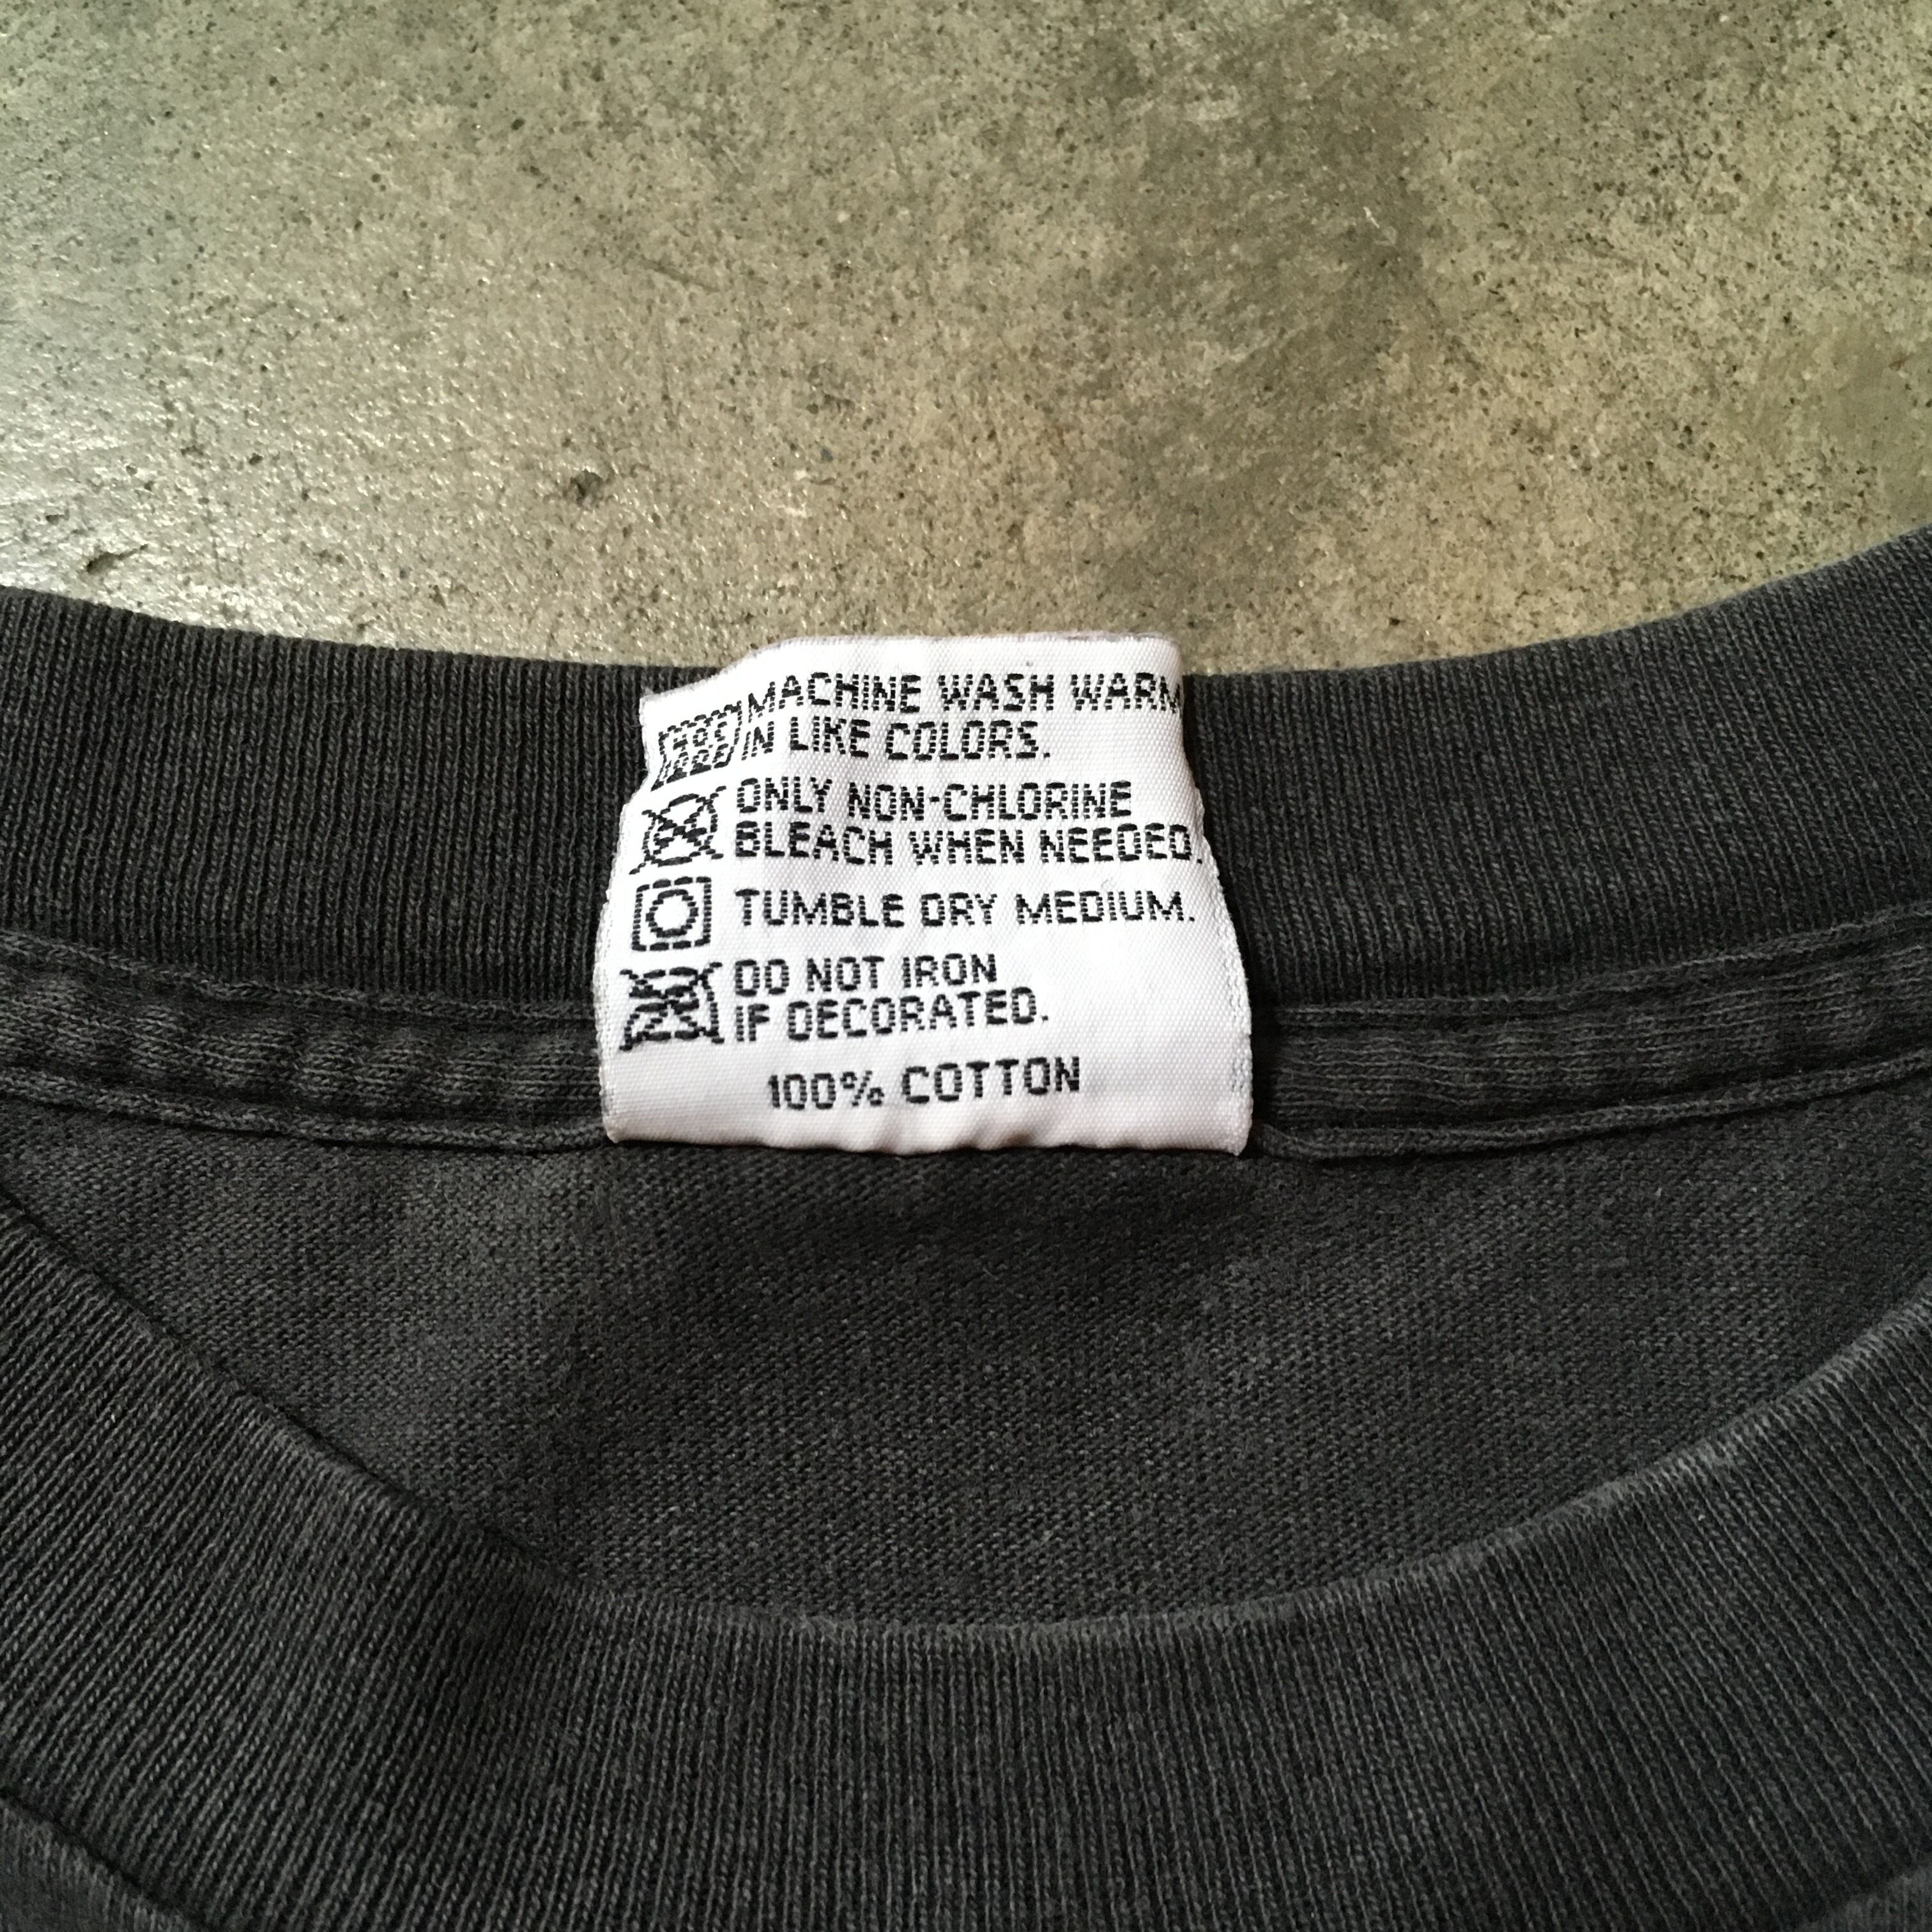 MACHINE WASH WARM
IN LIKE COLORS.
ONLY NON-CHLORINE
BLEACH WHEN NEEDED.
TUMBLE DRY MEDIUM.
DO NOT IRON
IF DECORATED.
100% COTTON